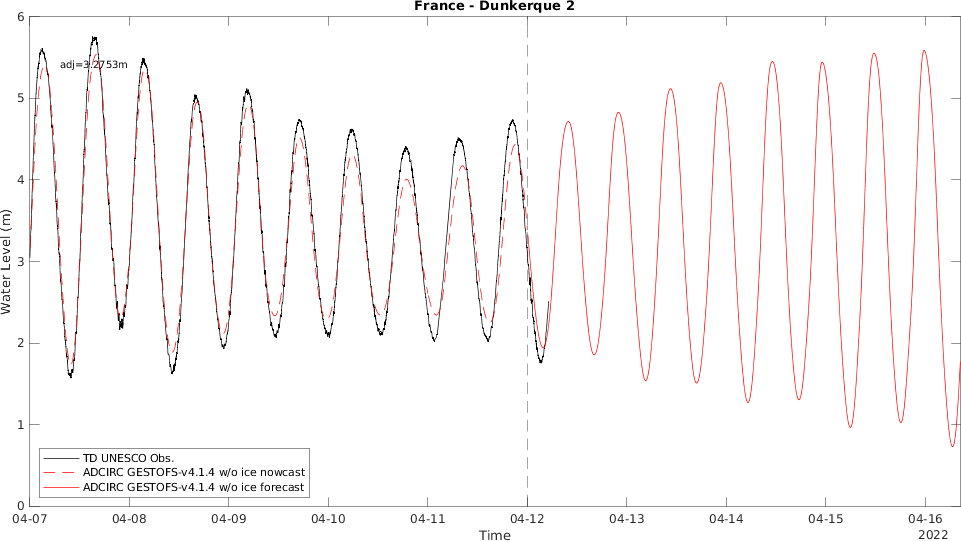 France - Dunkerque 2
adj=3.2753m
Water Level (m)
6
5
4
3
2
1
0
TD UNESCO Obs.
ADCIRC GESTOFS-v4.1.4 w/o ice nowcast
ADCIRC GESTOFS-v4.1.4 w/o ice forecast
04-07 04-08 04-09 04-10 04-11 04-12 04-13 04-14 04-15 04-16
Time
2022